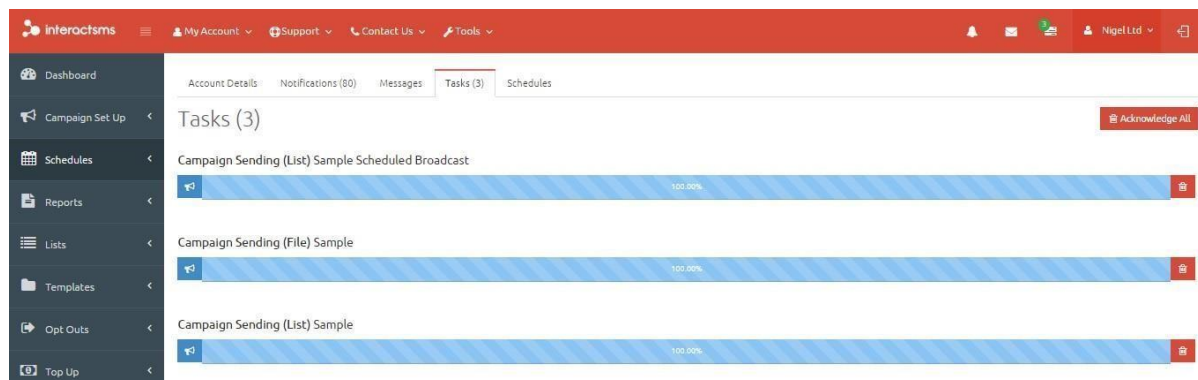 interactsms My Account Support Contact Us Tools 3 Nigel Ltd
Dashboard
Campaign Set Up
Schedules
Reports
Lists
Templates
Opt Outs
Top Up
Account Details Notifications (80) Messages Tasks (3) Schedules
Tasks (3) Acknowledge All
Campaign Sending (List) Sample Scheduled Broadcast
100.00%
Campaign Sending (File) Sample
100.00%
Campaign Sending (List) Sample
100.00%